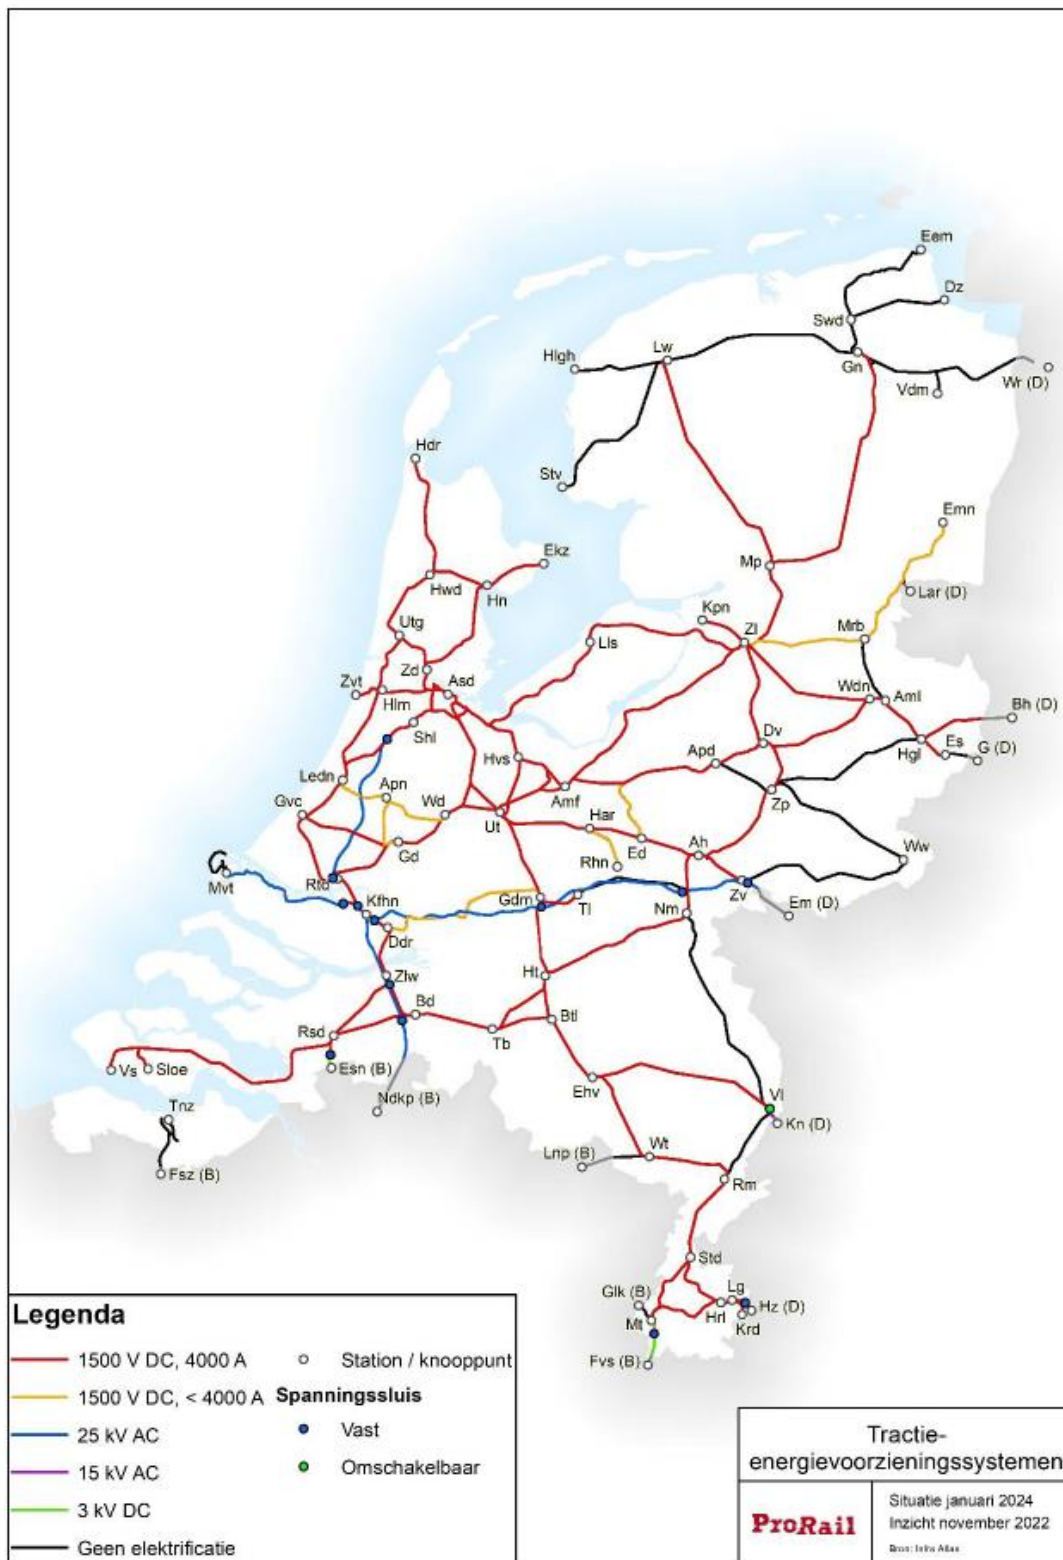 Eem
Dz
Swd
Hlgh
Lw
Gn
Wr (D)
Vdm
Hdr
Stv
Emn
Ekz
Mp
Hwd
Hn
Lar (D)
Kpn
Utg
Zl
Mrb
Lls
Zd
Zvt
Asd
Hlm
Wdn
Aml
Bh (D)
Shl
Dv
Es
G (D)
Hvs
Apd
Hgl
Ledn
Apn
Amf
Zp
Gvc
Wd
Ut
Har
Gd
Ed
Ah
Ww
Rhn
Mvt
Rtd
Zv
Kfhn
Gdm
Tl
Nm
Em (D)
Ddr
Zlw
Ht
Bd
Btl
Rsd
Tb
Vs
Sloe
Esn (B)
Ehv
Ndkp (B)
Vl
Tnz
Kn (D)
Wt
Lnp (B)
Fsz (B)
Rm
Std
Glk (B)
Lg
Hz (D)
Hrl
Mt
Krd
Fvs (B)
Legenda
1500 V DC, 4000 A
Station / knooppunt
1500 V DC, < 4000 A
Spanningssluis
25 kV AC
Vast
15 kV AC
Omschakelbaar
3 kV DC
Geen elektrificatie
Tractie-
energievoorzieningssystemen
ProRail
Situatie januari 2024
Inzicht november 2022
Bron: Infra Atlas